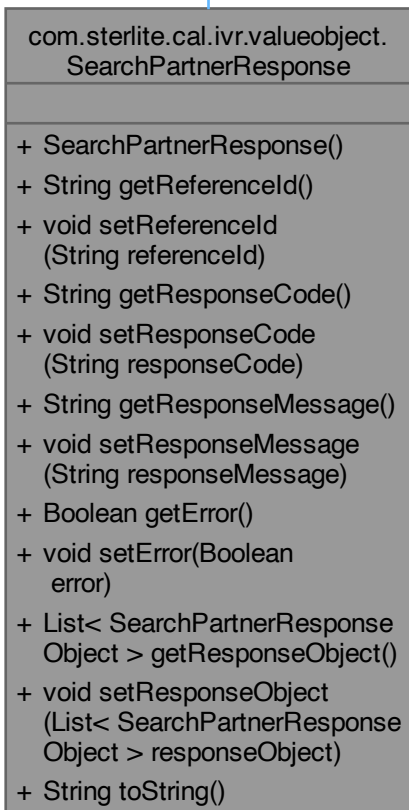 com.sterlite.cal.ivr.valueobject.
SearchPartnerResponse
+ SearchPartnerResponse()
+ String getReferenceId()
+ void setReferenceId
(String referenceId)
+ String getResponseCode()
+ void setResponseCode
(String responseCode)
+ String getResponseMessage()
+ void setResponseMessage
(String responseMessage)
+ Boolean getError()
+ void setError(Boolean
error)
+ List< SearchPartnerResponse
Object > getResponseObject()
+ void setResponseObject
(List< SearchPartnerResponse
Object > responseObject)
+ String toString()